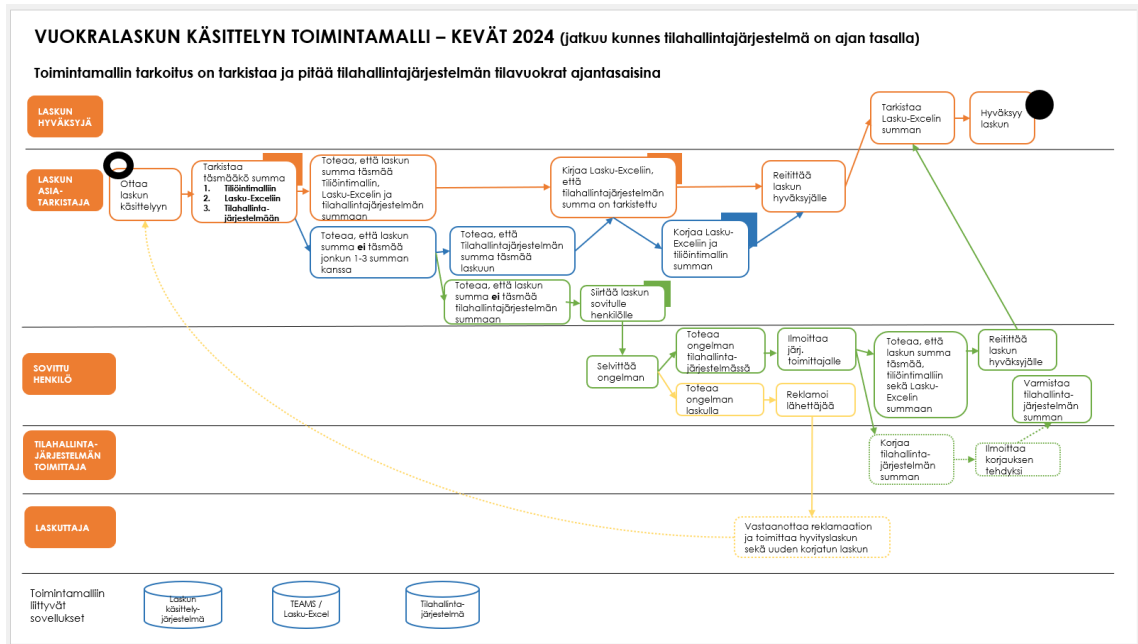 VUOKRALASKUN KÄSITTELYN TOIMINTAMALLI – KEVÄT 2024 (jatkuu kunnes tilahallintajärjestelmä on ajan tasalla)
Toimintamallin tarkoitus on tarkistaa ja pitää tilahallintajärjestelmän tilavuokrat ajantasaisina
LASKUN
HYVÄKSYJÄ
Tarkistaa
Lasku-Excelin
summan
Hyväksyy
laskun
LASKUN
ASIA-
TARKISTAJA
Ottaa
laskun
käsittelyyn
Tarkistaa
täsmääkö summa
1. Tiliöintimalliin
2. Lasku-Exceliin
3. Tilahallinta-
järjestelmään
Toteaa, että laskun
summa täsmää
Tiliöintimallin,
Lasku-Excelin ja
tilahallintajärjestelmän
summaan
Kirjaa Lasku-Exceliin,
että
tilahallintajärjestelmän
summa on tarkistettu
Reitittää
laskun
hyväksyjälle
Toteaa, että laskun
summa ei täsmää
jonkun 1-3 summan
kanssa
Toteaa, että
Tilahallintajärjestelmän
summa täsmää
laskuun
Korjaa Lasku-
Exceliin ja
tiliöintimallin
summan
Toteaa, että laskun
summa ei täsmää
tilahallintajärjestelmän
summaan
Siirtää laskun
sovitulle
henkilölle
SOVITTU
HENKILÖ
Selvittää
ongelman
Toteaa
ongelman
tilahallinta-
järjestelmässä
Ilmoittaa
järj.
toimittajalle
Toteaa, että
laskun summa
täsmää,
tiliöintimalliin
sekä Lasku-
Excelin
summaan
Reitittää
laskun
hyväksyjälle
Toteaa
ongelman
laskulla
Reklamoi
lähettäjää
Varmistaa
tilahallinta-
järjestelmän
summan
TILAHALLINTA-
JÄRJESTELMÄN
TOIMITTAJA
Korjaa
tilahallinta-
järjestelmän
summan
Ilmoittaa
korjauksen
tehdyksi
LASKUTTAJA
Vastaanottaa reklamaation
ja toimittaa hyvityslaskun
sekä uuden korjatun laskun
Toimintamalliin
liittyvät
sovellukset
Laskun
käsittely-
järjestelmä
TEAMS /
Lasku-Excel
Tilahallinta-
järjestelmä